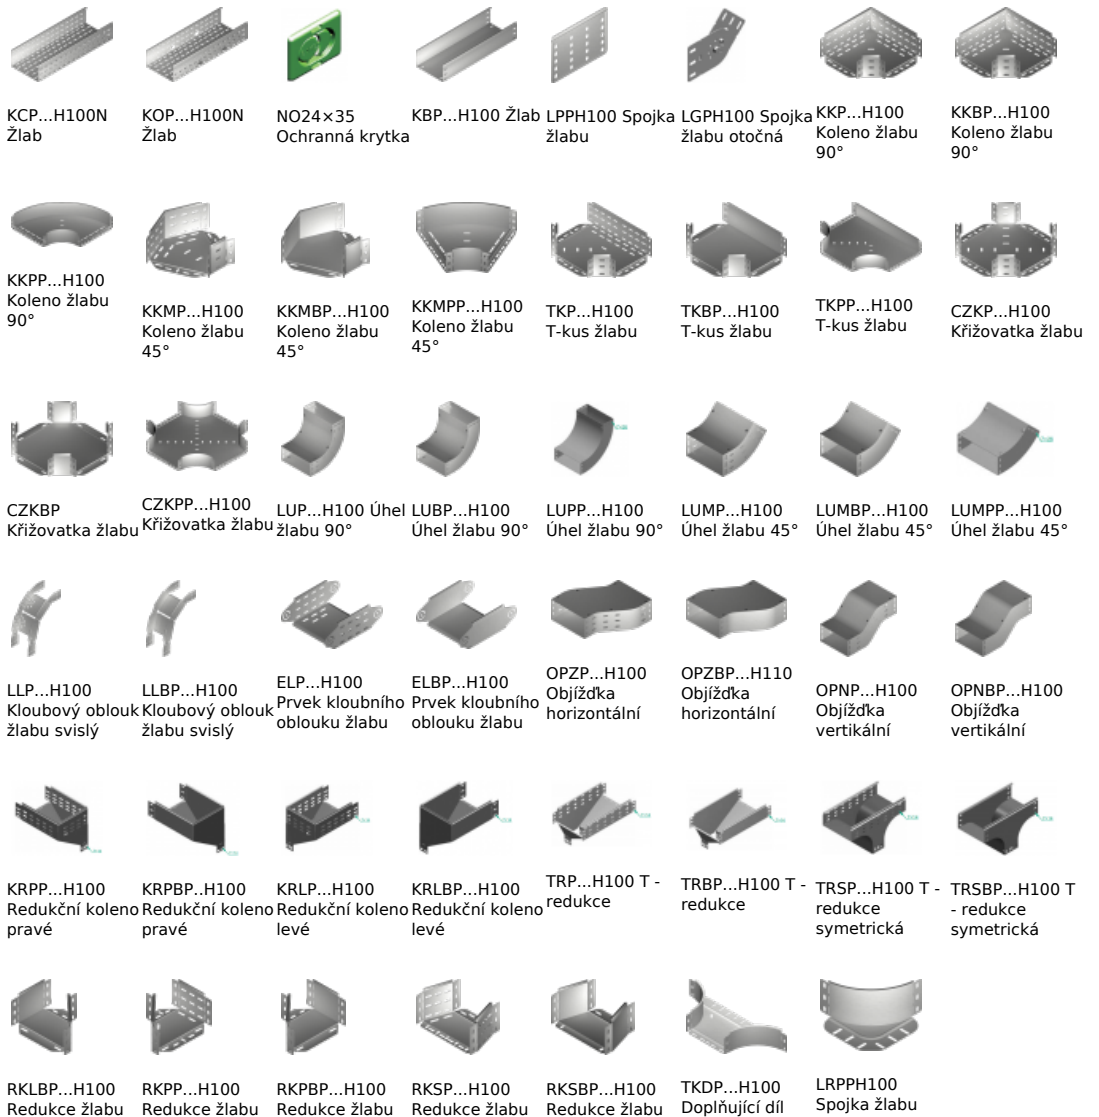 KCP...H100N
Žlab
KOP...H100N
Žlab
NO24×35
Ochranná krytka
KBP...H100 Žlab
LPPH100 Spojka
žlabu
LGPH100 Spojka
žlabu otočná
KKP...H100
Koleno žlabu
90°
KKBP...H100
Koleno žlabu
90°
KKPP...H100
Koleno žlabu
90°
KKMP...H100
Koleno žlabu
45°
KKMBP...H100
Koleno žlabu
45°
KKMPP...H100
Koleno žlabu
45°
TKP...H100
T-kus žlabu
TKBP...H100
T-kus žlabu
TKPP...H100
T-kus žlabu
CZKP...H100
Křižovatka žlabu
CZKBP
Křižovatka žlabu
CZKPP...H100
Křižovatka žlabu
LUP...H100 Úhel
žlabu 90°
LUBP...H100
Úhel žlabu 90°
LUPP...H100
Úhel žlabu 90°
LUMP...H100
Úhel žlabu 45°
LUMBP...H100
Úhel žlabu 45°
LUMPP...H100
Úhel žlabu 45°
LLP...H100
Kloubový oblouk
žlabu svislý
LLBP...H100
Kloubový oblouk
žlabu svislý
ELP...H100
Prvek kloubního
oblouku žlabu
ELBP...H100
Prvek kloubního
oblouku žlabu
OPZP...H100
Objížďka
horizontální
OPZBP...H110
Objížďka
horizontální
OPNP...H100
Objížďka
vertikální
OPNBP...H100
Objížďka
vertikální
KRPP...H100
Redukční koleno
pravé
KRPBP..H100
Redukční koleno
pravé
KRLP...H100
Redukční koleno
levé
KRLBP...H100
Redukční koleno
levé
TRP...H100 T -
redukce
TRBP...H100 T -
redukce
TRSP...H100 T -
redukce
symetrická
TRSBP...H100 T
- redukce
symetrická
RKLBP...H100
Redukce žlabu
RKPP...H100
Redukce žlabu
RKPBP...H100
Redukce žlabu
RKSP...H100
Redukce žlabu
RKSBP...H100
Redukce žlabu
TKDP...H100
Doplňující díl
LRPPH100
Spojka žlabu